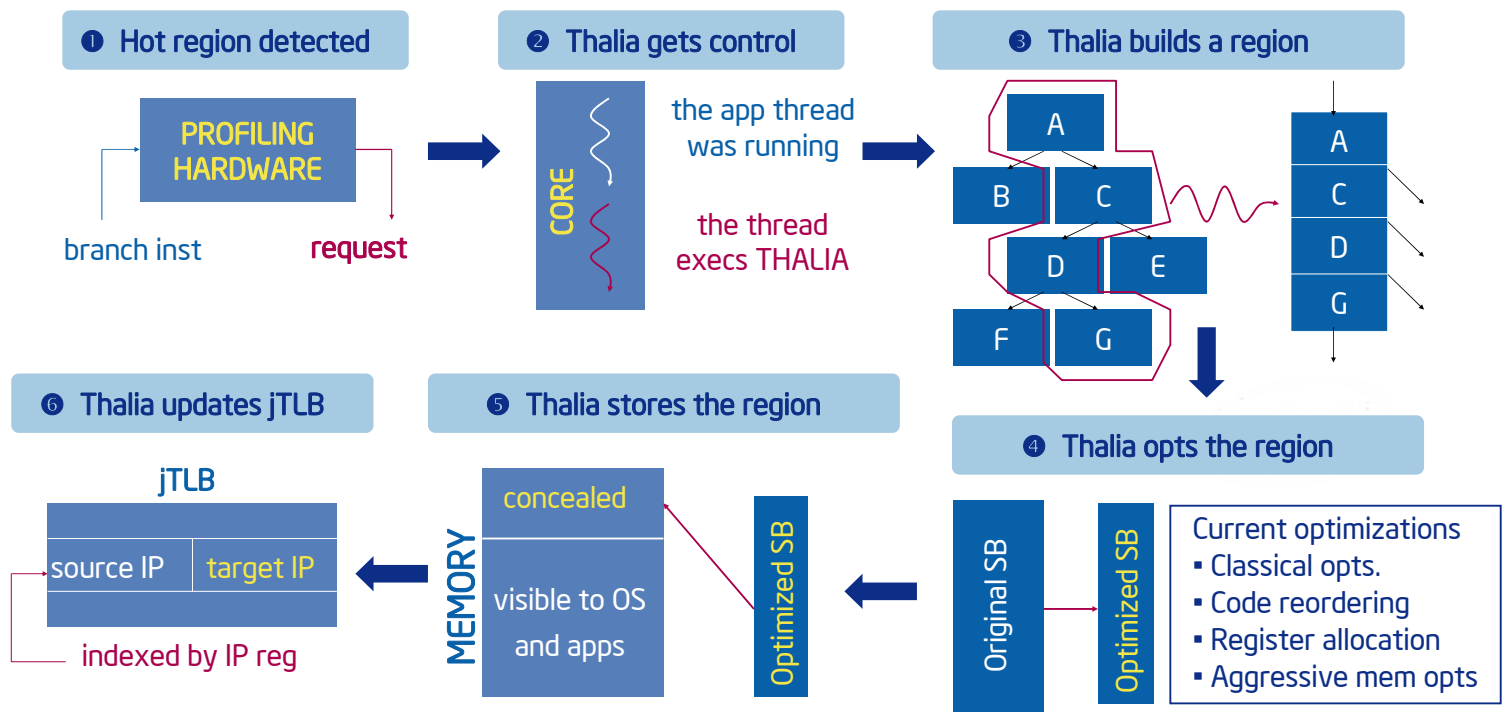 ❶ Hot region detected
PROFILING
HARDWARE
branch inst
request
❷ Thalia gets control
CORE
the app thread
was running
the thread
execs THALIA
❸ Thalia builds a region
A
B
C
D
E
F
G
A
C
D
G
❹ Thalia opts the region
Original SB
Optimized SB
Current optimizations
▪ Classical opts.
▪ Code reordering
▪ Register allocation
▪ Aggressive mem opts
❺ Thalia stores the region
MEMORY
concealed
visible to OS
and apps
Optimized SB
❻ Thalia updates jTLB
jTLB
source IP
target IP
indexed by IP reg